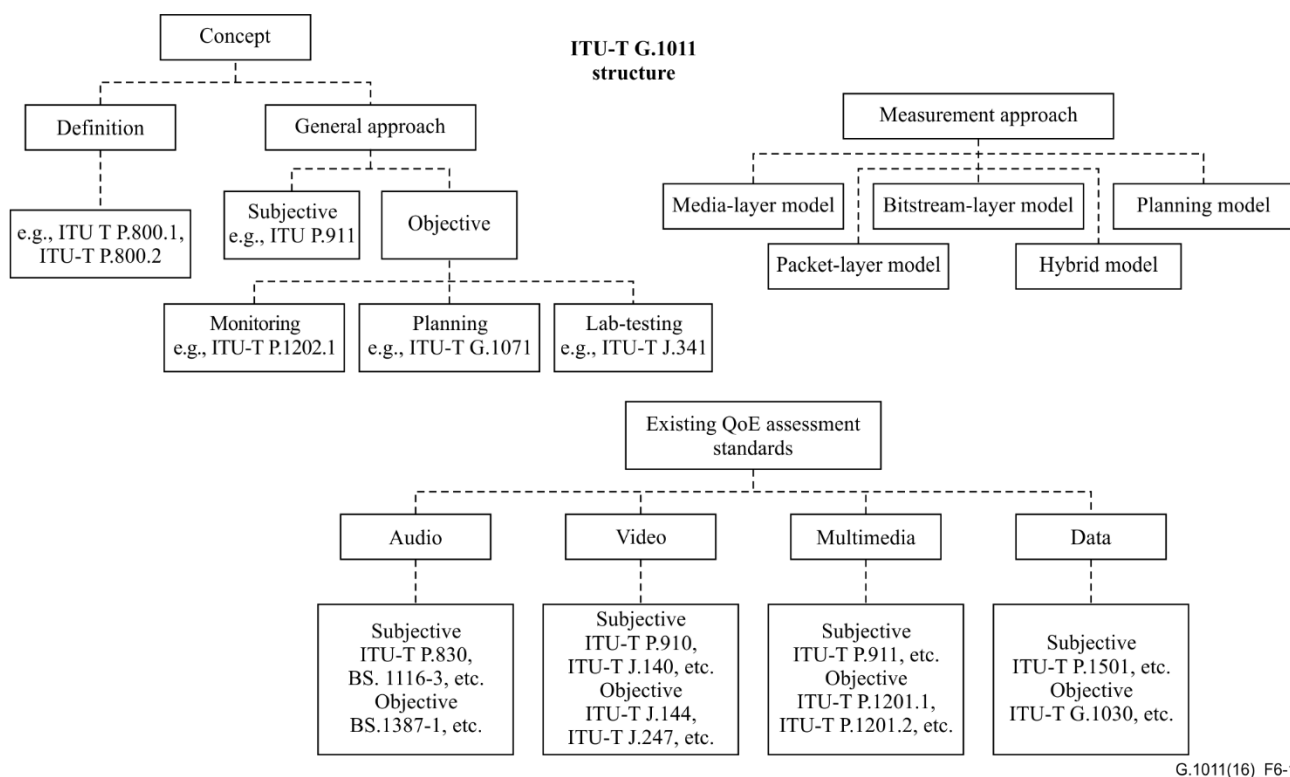 Concept
ITU-T G.1011
structure
Definition
General approach
Measurement approach
e.g., ITU T P.800.1,
ITU-T P.800.2
Subjective
e.g., ITU P.911
Objective
Media-layer model
Bitstream-layer model
Planning model
Packet-layer model
Hybrid model
Monitoring
e.g., ITU-T P.1202.1
Planning
e.g., ITU-T G.1071
Lab-testing
e.g., ITU-T J.341
Existing QoE assessment
standards
Audio
Video
Multimedia
Data
Subjective
ITU-T P.830,
BS. 1116-3, etc.
Objective
BS.1387-1, etc.
Subjective
ITU-T P.910,
ITU-T J.140, etc.
Objective
ITU-T J.144,
ITU-T J.247, etc.
Subjective
ITU-T P.911, etc.
Objective
ITU-T P.1201.1,
ITU-T P.1201.2, etc.
Subjective
ITU-T P.1501, etc.
Objective
ITU-T G.1030, etc.
G.1011(16)_F6-